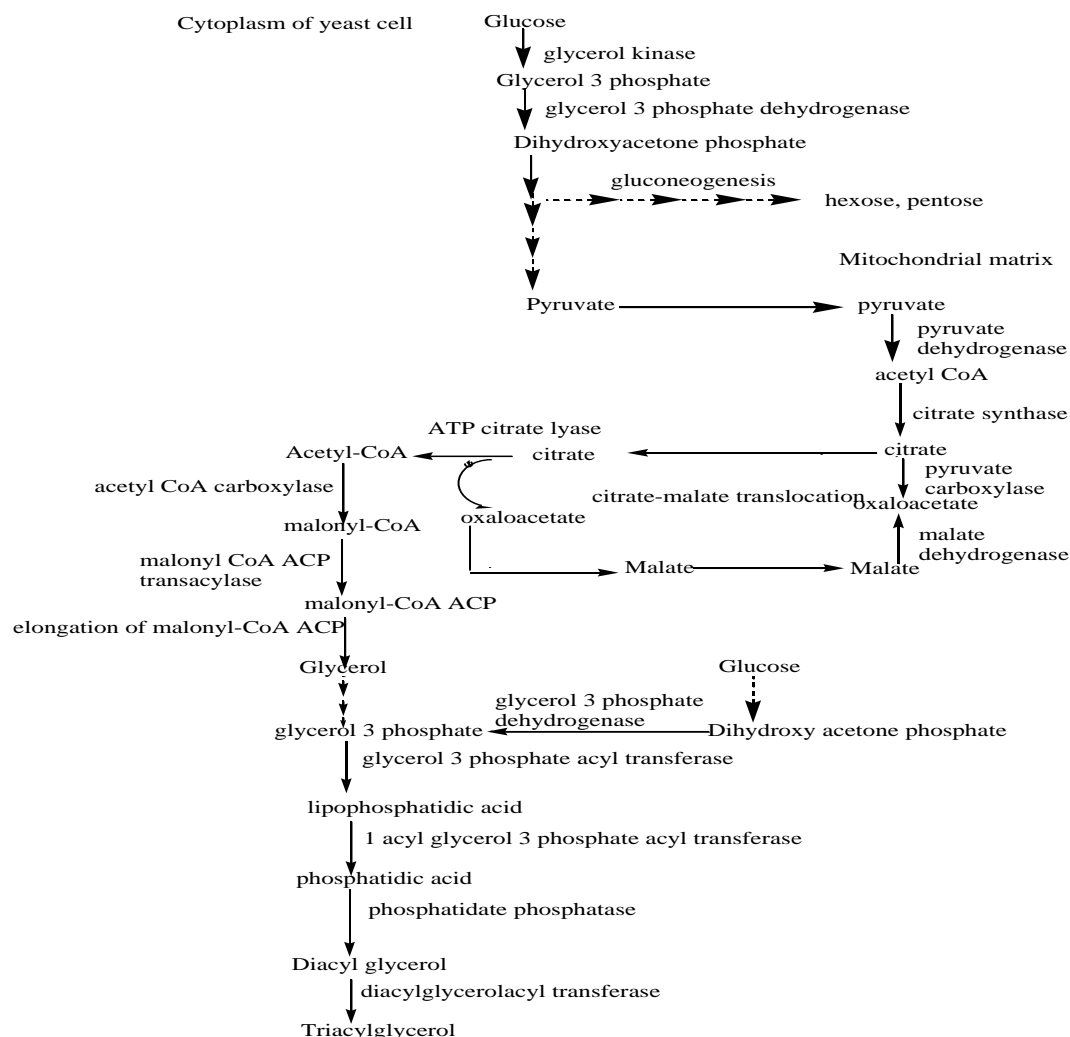 Cytoplasm of yeast cell
Glucose
glycerol kinase
Glycerol 3 phosphate
glycerol 3 phosphate dehydrogenase
Dihydroxyacetone phosphate
gluconeogenesis
hexose, pentose
Mitochondrial matrix
Pyruvate
pyruvate
pyruvate
dehydrogenase
acetyl CoA
citrate synthase
ATP citrate lyase
Acetyl-CoA
citrate
citrate
acetyl CoA carboxylase
pyruvate
carboxylase
citrate-malate translocation
oxaloacetate
oxaloacetate
malonyl-CoA
malate
dehydrogenase
malonyl CoA ACP
transacylase
Malate
Malate
malonyl-CoA ACP
elongation of malonyl-CoA ACP
Glycerol
Glucose
glycerol 3 phosphate
dehydrogenase
glycerol 3 phosphate
Dihydroxy acetone phosphate
glycerol 3 phosphate acyl transferase
lipophosphatidic acid
1 acyl glycerol 3 phosphate acyl transferase
phosphatidic acid
phosphatidate phosphatase
Diacyl glycerol
diacylglycerolacyl transferase
Triacylglycerol